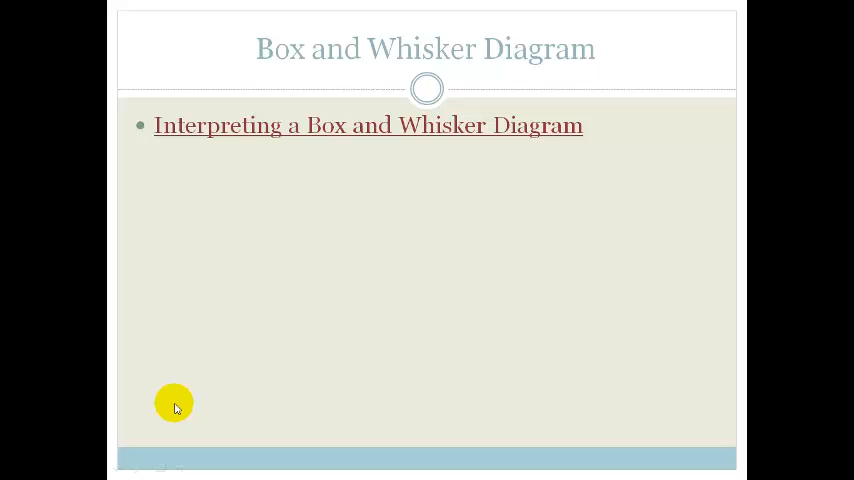 Box and Whisker Diagram
Interpreting a Box and Whisker Diagram